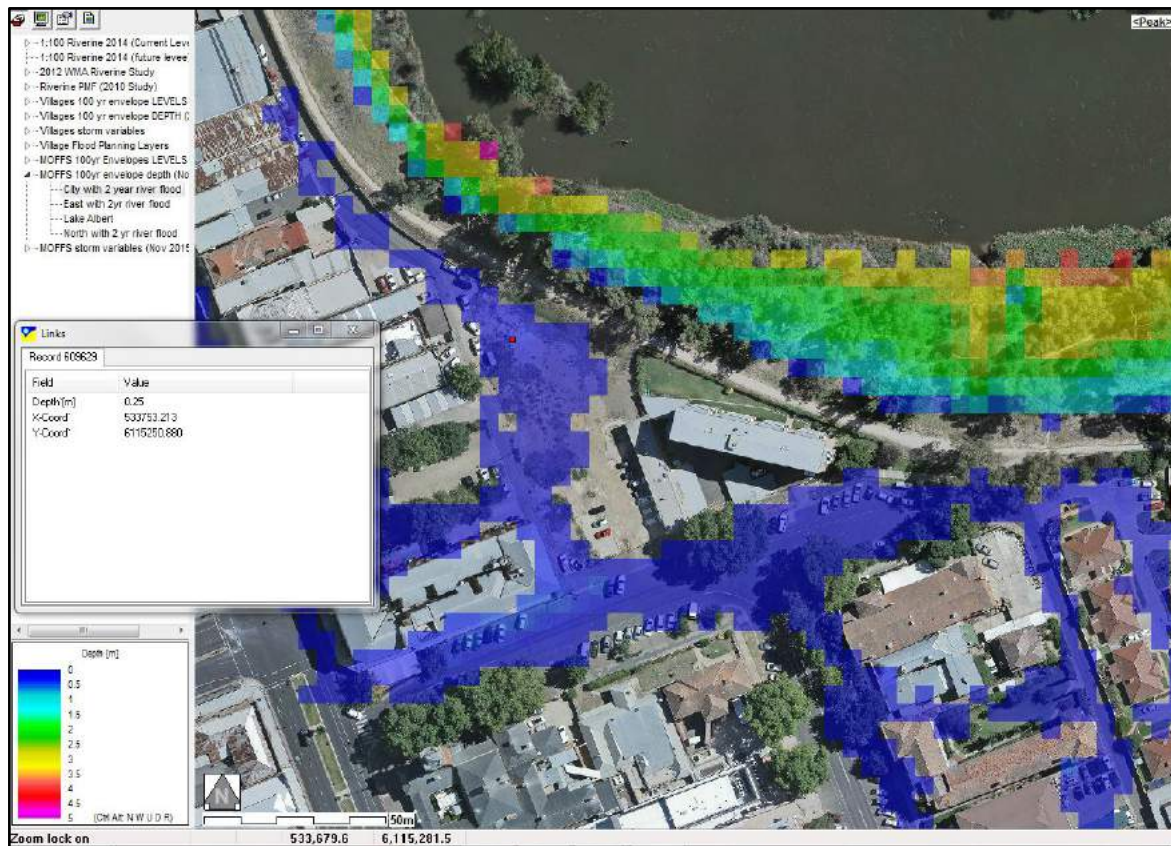 <Peak>
1:100 Riverine 2014 (Current Leve
1:100 Riverine 2014 (future levee
2012 WMA Riverine Study
Riverine PMF (2010 Study)
Villages 100 yr envelope LEVELS
Villages 100 yr envelope DEPTH (
Villages storm variables
Village Flood Planning Layers
MOFFS 100yr Envelopes LEVELS
MOFFS 100yr envelope depth (No
City with 2 year river flood
East with 2yr river flood
Lake Albert
North with 2 yr river flood
MOFFS storm variables (Nov 2015
Links
Record 609629
Field Value
Depth [m] 0.25
X-Coord 533753.213
Y-Coord 6115250.880
Depth [m]
0
0.5
1
1.5
2
2.5
3
3.5
4
4.5
5 (Ctrl Alt: N W U D R)
N
50m
Zoom lock on 533,679.6 6,115,281.5